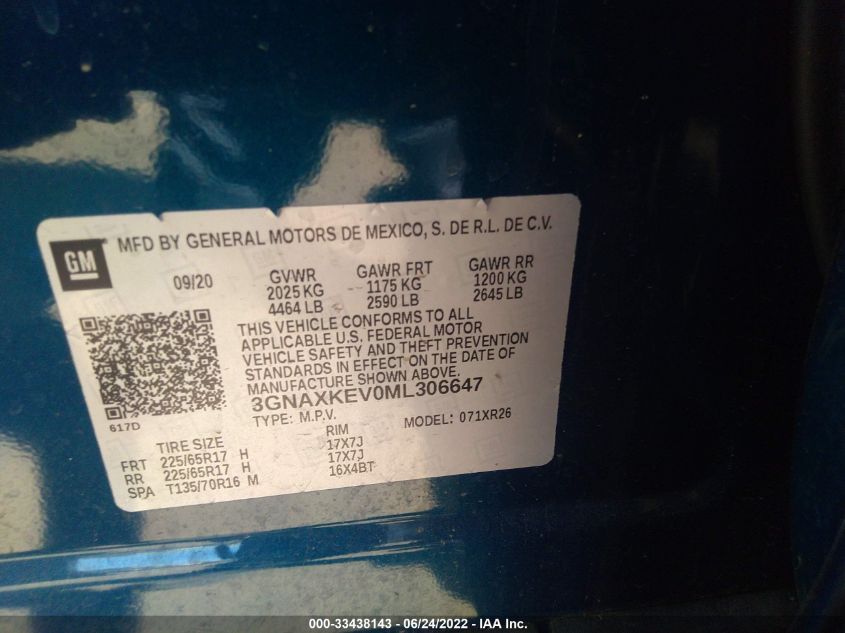 GM
MFD BY GENERAL MOTORS DE MEXICO, S. DE R.L. DE C.V.
09/20
GVWR
2025 KG
4464 LB
GAWR FRT
1175 KG
2590 LB
GAWR RR
1200 KG
2645 LB
THIS VEHICLE CONFORMS TO ALL
APPLICABLE U.S. FEDERAL MOTOR
VEHICLE SAFETY AND THEFT PREVENTION
STANDARDS IN EFFECT ON THE DATE OF
MANUFACTURE SHOWN ABOVE.
3GNAXKEV0ML306647
TYPE: M.P.V. MODEL: 071XR26
617D
TIRE SIZE RIM
FRT 225/65R17 H 17X7J
RR 225/65R17 H 17X7J
SPA T135/70R16 M 16X4BT
000-33438143 - 06/24/2022 - IAA Inc.